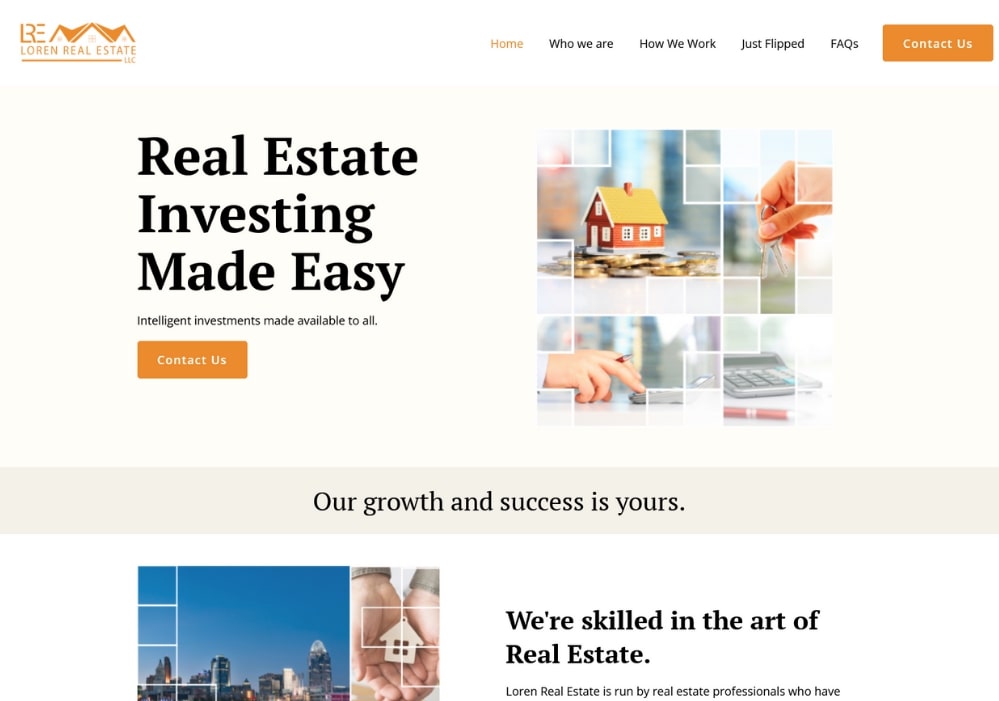 LRE
LOREN REAL ESTATE
LLC
Home Who we are How We Work Just Flipped FAQs Contact Us
Real Estate
Investing
Made Easy
Intelligent investments made available to all.
Contact Us
Our growth and success is yours.
We're skilled in the art of
Real Estate.
Loren Real Estate is run by real estate professionals who have